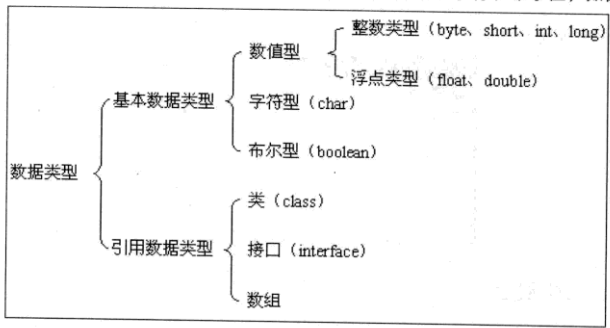 整数类型（byte、short、int、long）
数值型
浮点类型（float、double）
基本数据类型
字符型（char）
布尔型（boolean）
数据类型
类（class）
引用数据类型
接口（interface）
数组